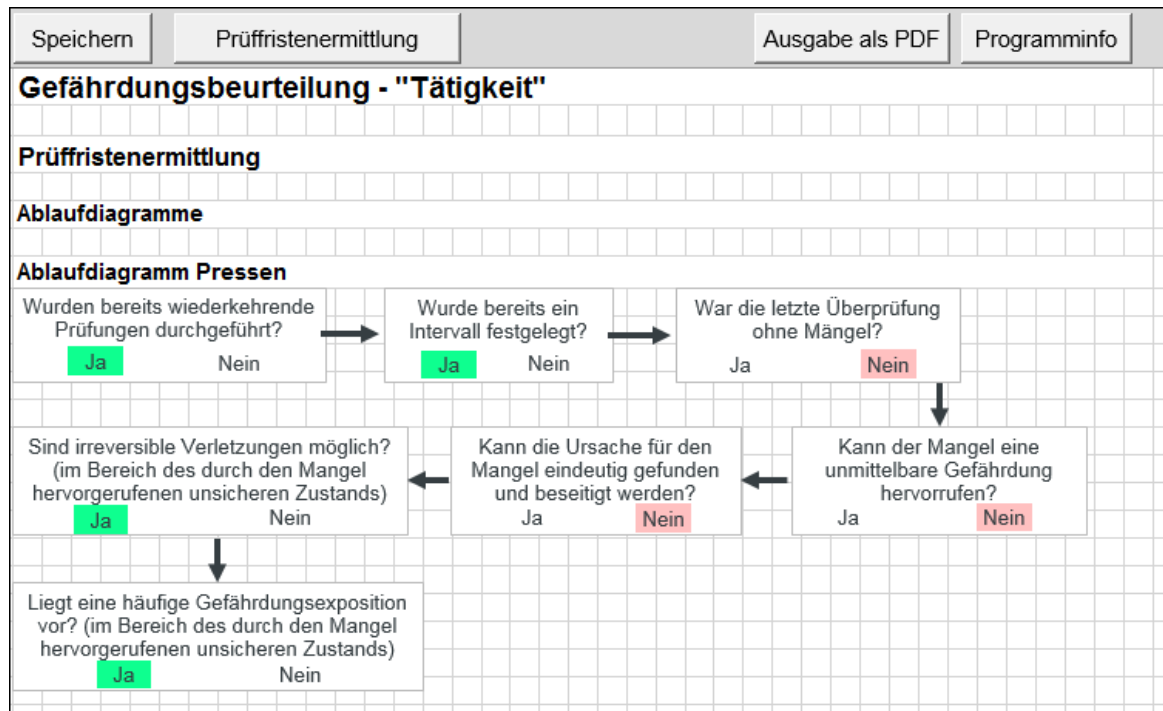 Speichern Prüffristenermittlung Ausgabe als PDF Programminfo
Gefährdungsbeurteilung - "Tätigkeit"
Prüffristenermittlung
Ablaufdiagramme
Ablaufdiagramm Pressen
Wurden bereits wiederkehrende
Prüfungen durchgeführt?
Ja Nein
Wurde bereits ein
Intervall festgelegt?
Ja Nein
War die letzte Überprüfung
ohne Mängel?
Ja Nein
Kann der Mangel eine
unmittelbare Gefährdung
hervorrufen?
Ja Nein
Kann die Ursache für den
Mangel eindeutig gefunden
und beseitigt werden?
Ja Nein
Sind irreversible Verletzungen möglich?
(im Bereich des durch den Mangel
hervorgerufenen unsicheren Zustands)
Ja Nein
Liegt eine häufige Gefährdungsexposition
vor? (im Bereich des durch den Mangel
hervorgerufenen unsicheren Zustands)
Ja Nein